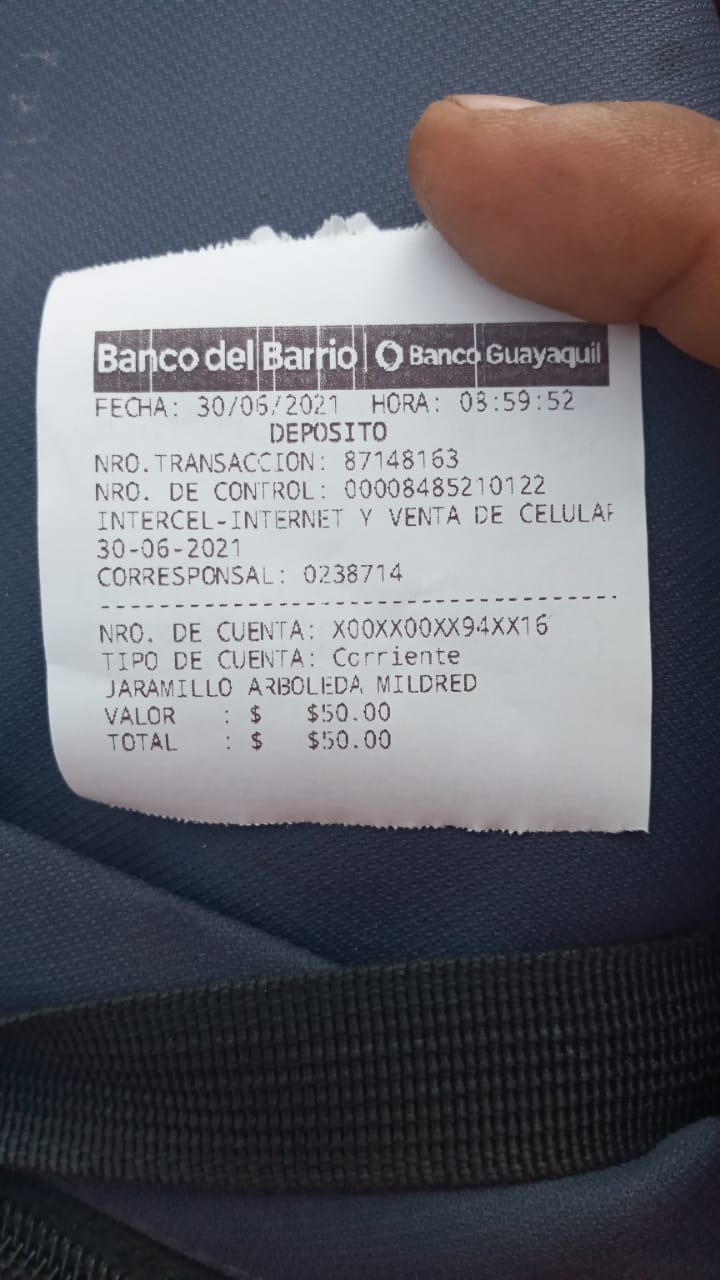 Banco del Barrio | Banco Guayaquil
FECHA: 30/06/2021 HORA: 08:59:52
DEPOSITO
NRO.TRANSACCION: 87148163
NRO. DE CONTROL: 00008485210122
INTERCEL-INTERNET Y VENTA DE CELULAR
30-06-2021
CORRESPONSAL: 0238714
NRO. DE CUENTA: X00XX00XX94XX16
TIPO DE CUENTA: Corriente
JARAMILLO ARBOLEDA MILDRED
VALOR : $ $50.00
TOTAL : $ $50.00